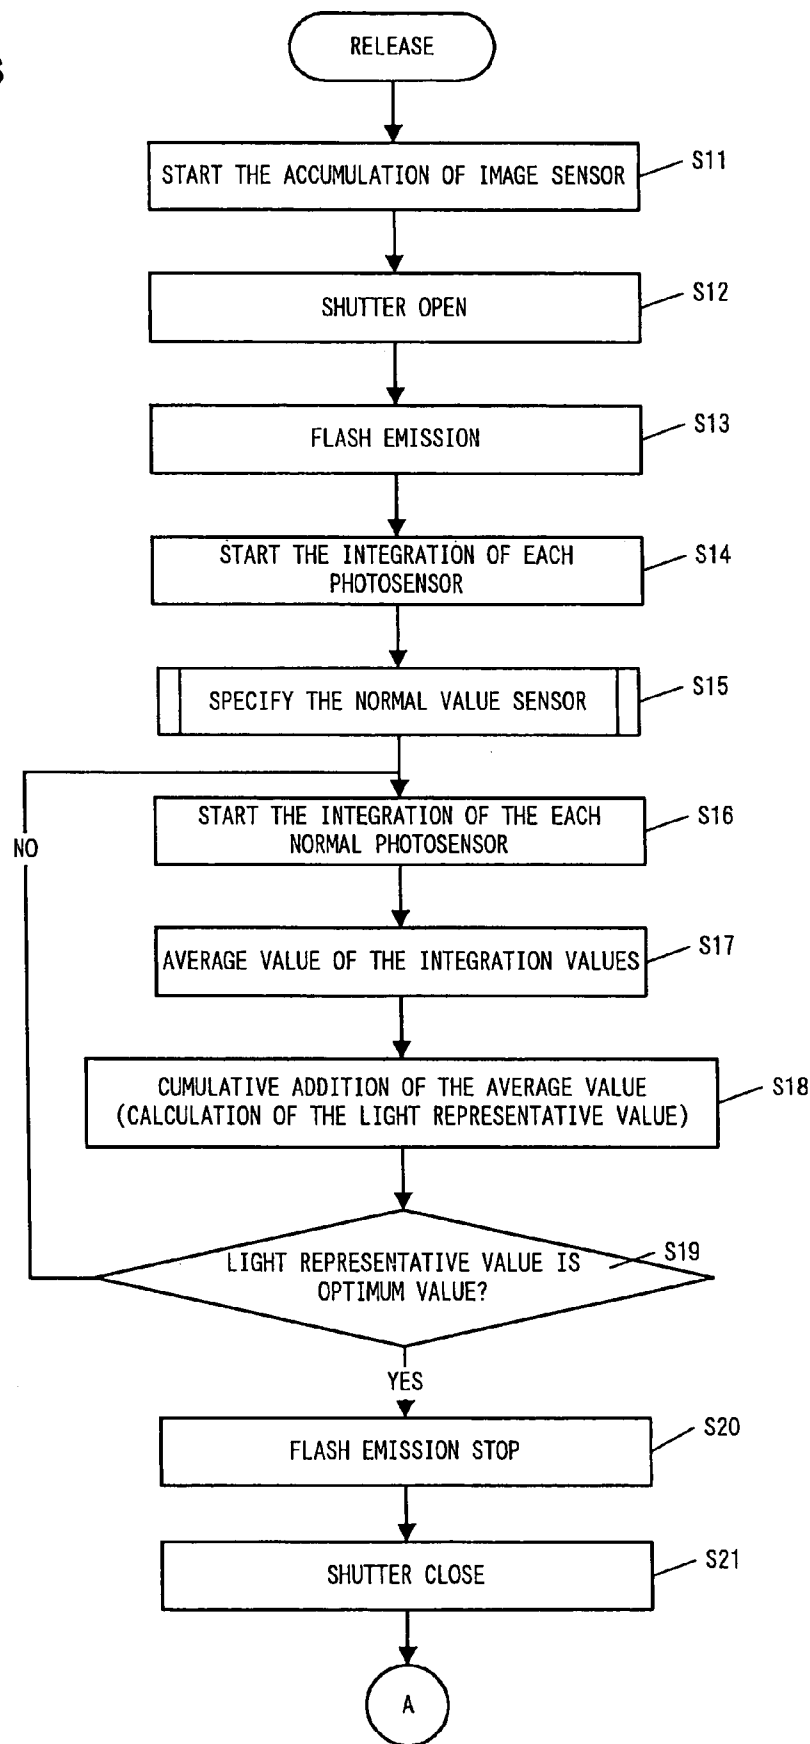 RELEASE
START THE ACCUMULATION OF IMAGE SENSOR
S11
SHUTTER OPEN
S12
FLASH EMISSION
S13
START THE INTEGRATION OF EACH
PHOTOSENSOR
S14
SPECIFY THE NORMAL VALUE SENSOR
S15
START THE INTEGRATION OF THE EACH
NORMAL PHOTOSENSOR
S16
NO
AVERAGE VALUE OF THE INTEGRATION VALUES
S17
CUMULATIVE ADDITION OF THE AVERAGE VALUE
(CALCULATION OF THE LIGHT REPRESENTATIVE VALUE)
S18
LIGHT REPRESENTATIVE VALUE IS
OPTIMUM VALUE?
S19
YES
FLASH EMISSION STOP
S20
SHUTTER CLOSE
S21
A